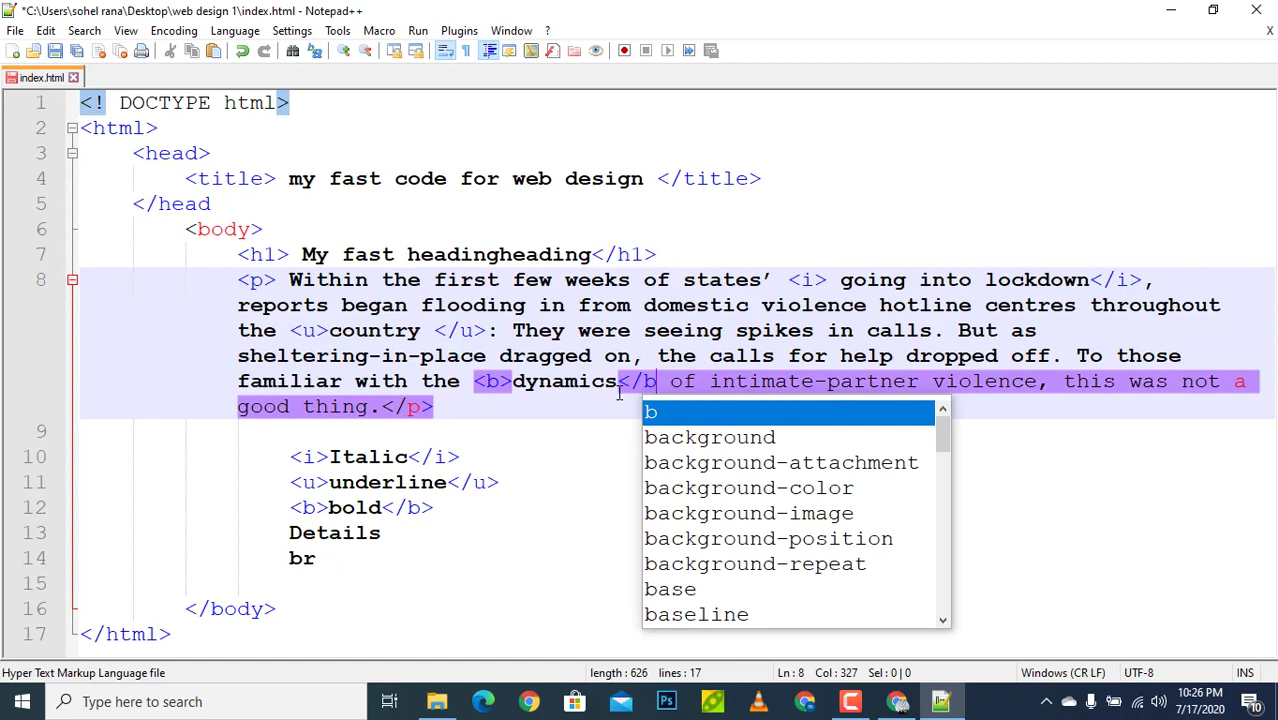 *C:\Users\sohel rana\Desktop\web design 1\index.html - Notepad++
File Edit Search View Encoding Language Settings Tools Macro Run Plugins Window ? X
index.html
1 <! DOCTYPE html>
2 <html>
3 <head>
4 <title> my fast code for web design </title>
5 </head
6 <body>
7 <h1> My fast headingheading</h1>
8 <p> Within the first few weeks of states’ <i> going into lockdown</i>,
reports began flooding in from domestic violence hotline centres throughout
the <u>country </u>: They were seeing spikes in calls. But as
sheltering-in-place dragged on, the calls for help dropped off. To those
familiar with the <b>dynamics</b of intimate-partner violence, this was not a
good thing.</p>
b
background
background-attachment
background-color
background-image
background-position
background-repeat
base
baseline
9
10 <i>Italic</i>
11 <u>underline</u>
12 <b>bold</b>
13 Details
14 br
15
16 </body>
17 </html>
Hyper Text Markup Language file length : 626 lines : 17 Ln : 8 Col : 327 Sel : 0 | 0 Windows (CR LF) UTF-8 INS
Type here to search Ps 10:26 PM
7/17/2020 10